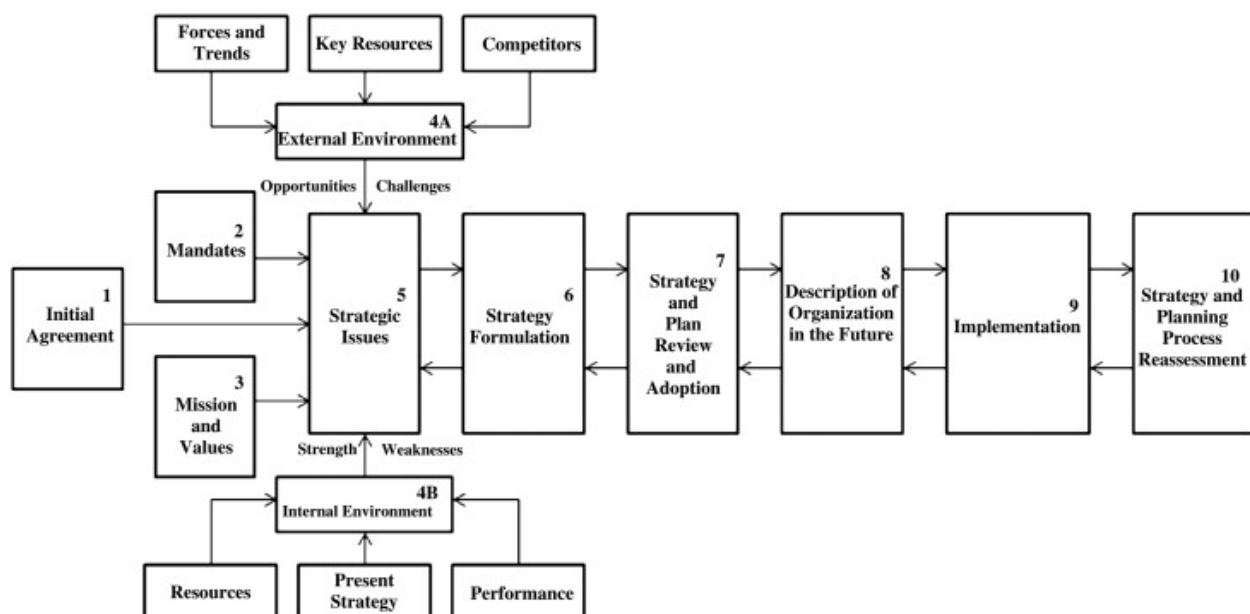 Forces and
Trends
Key Resources
Competitors
4A
External Environment
Opportunities
Challenges
2
Mandates
1
Initial
Agreement
3
Mission
and
Values
5
Strategic
Issues
6
Strategy
Formulation
7
Strategy
and
Plan
Review
and
Adoption
8
Description of
Organization
in the Future
9
Implementation
10
Strategy and
Planning
Process
Reassessment
Strength
Weaknesses
4B
Internal Environment
Resources
Present
Strategy
Performance